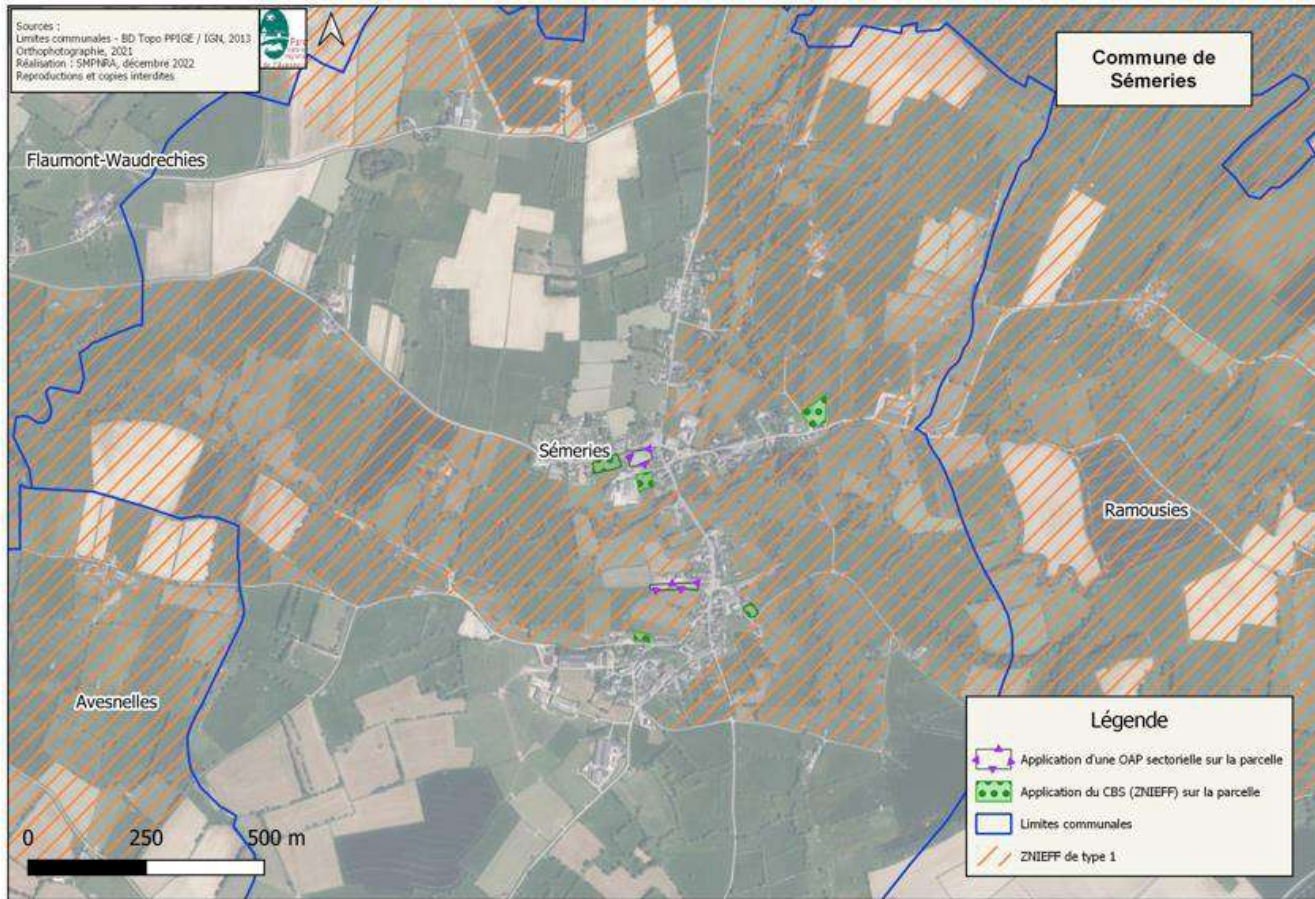 Sources :
Limites communales - BD Topo PPIGE / IGN, 2013
Orthophotographie, 2021
Réalisation : SMPNRA, décembre 2022
Reproductions et copies interdites
Parc
Commune de
Sémeries
Flaumont-Waudrechies
Sémeries
Ramousies
Avesnelles
Légende
Application d'une OAP sectorielle sur la parcelle
Application du CBS (ZNIEFF) sur la parcelle
Limites communales
ZNIEFF de type 1
0 250 500 m